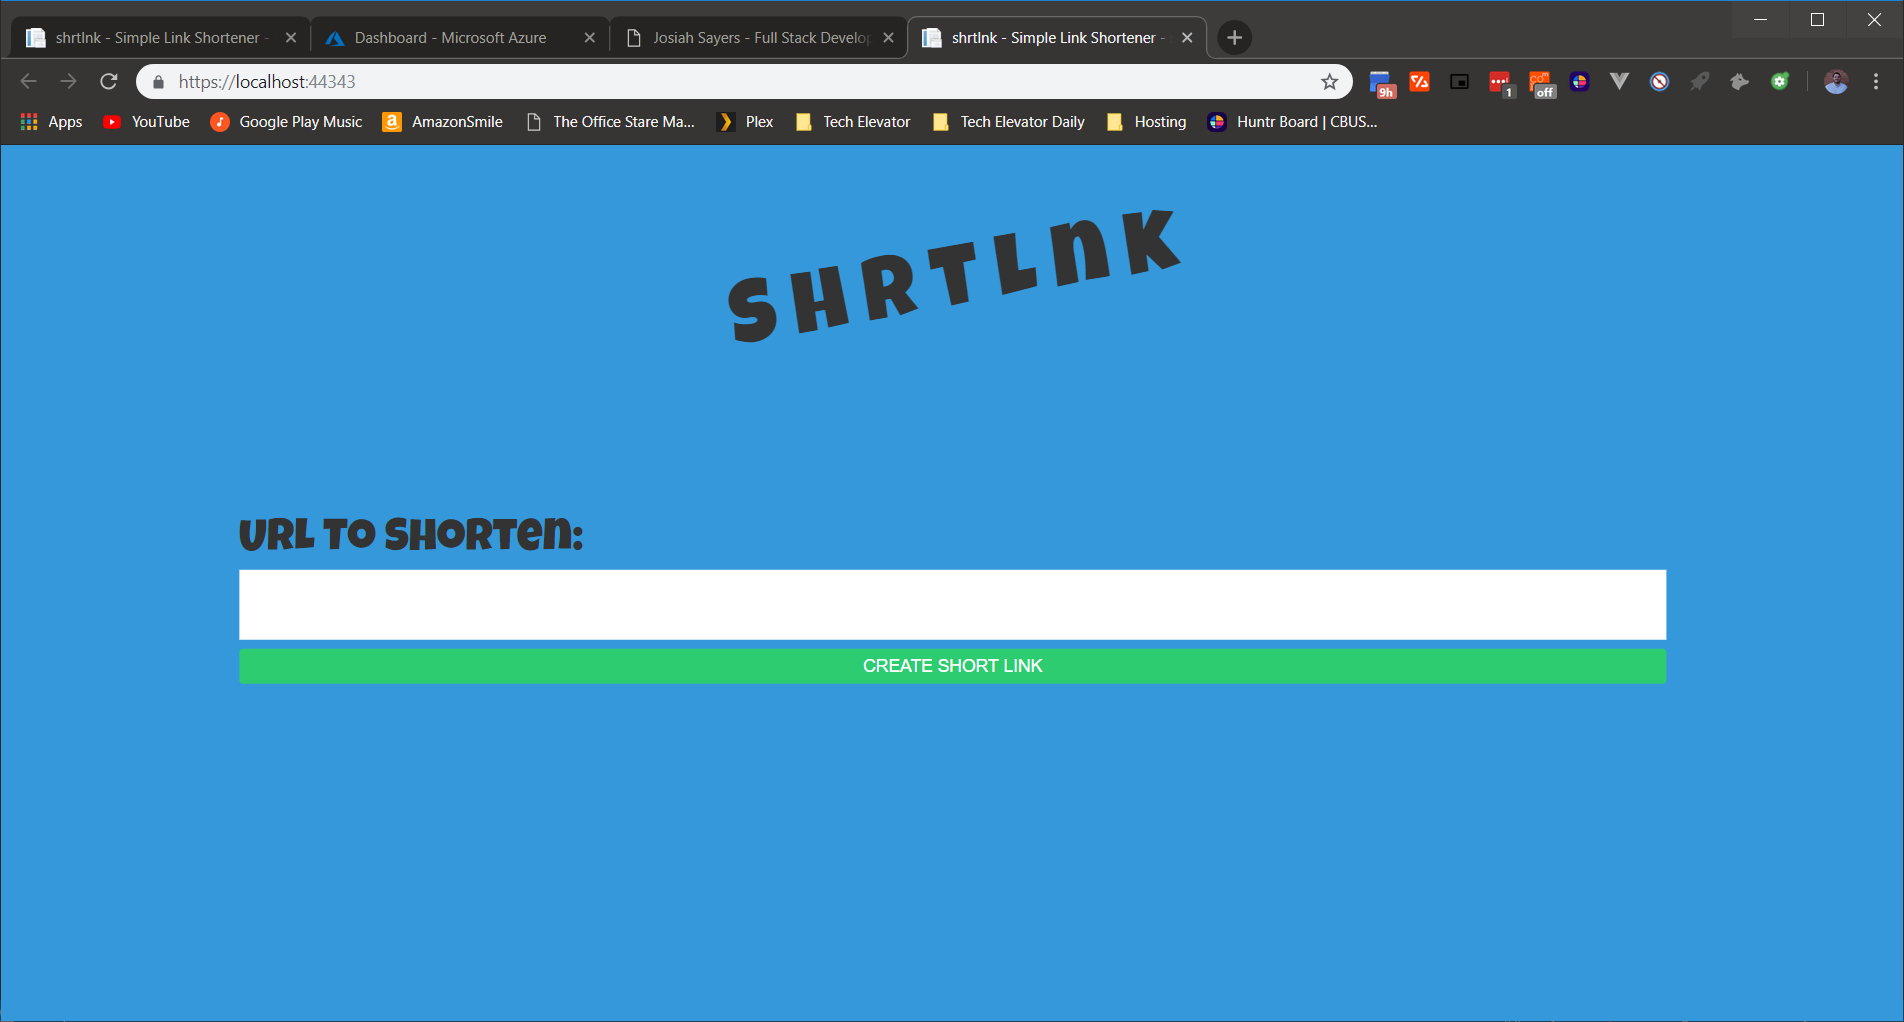 shrtlnk - Simple Link Shortener -
Dashboard - Microsoft Azure
Josiah Sayers - Full Stack Develop
shrtlnk - Simple Link Shortener -
https://localhost:44343
9h
1
off
Apps
YouTube
Google Play Music
AmazonSmile
The Office Stare Ma...
Plex
Tech Elevator
Tech Elevator Daily
Hosting
Huntr Board | CBUS...
SHRTLnK
URL TO SHORTen:
CREATE SHORT LINK